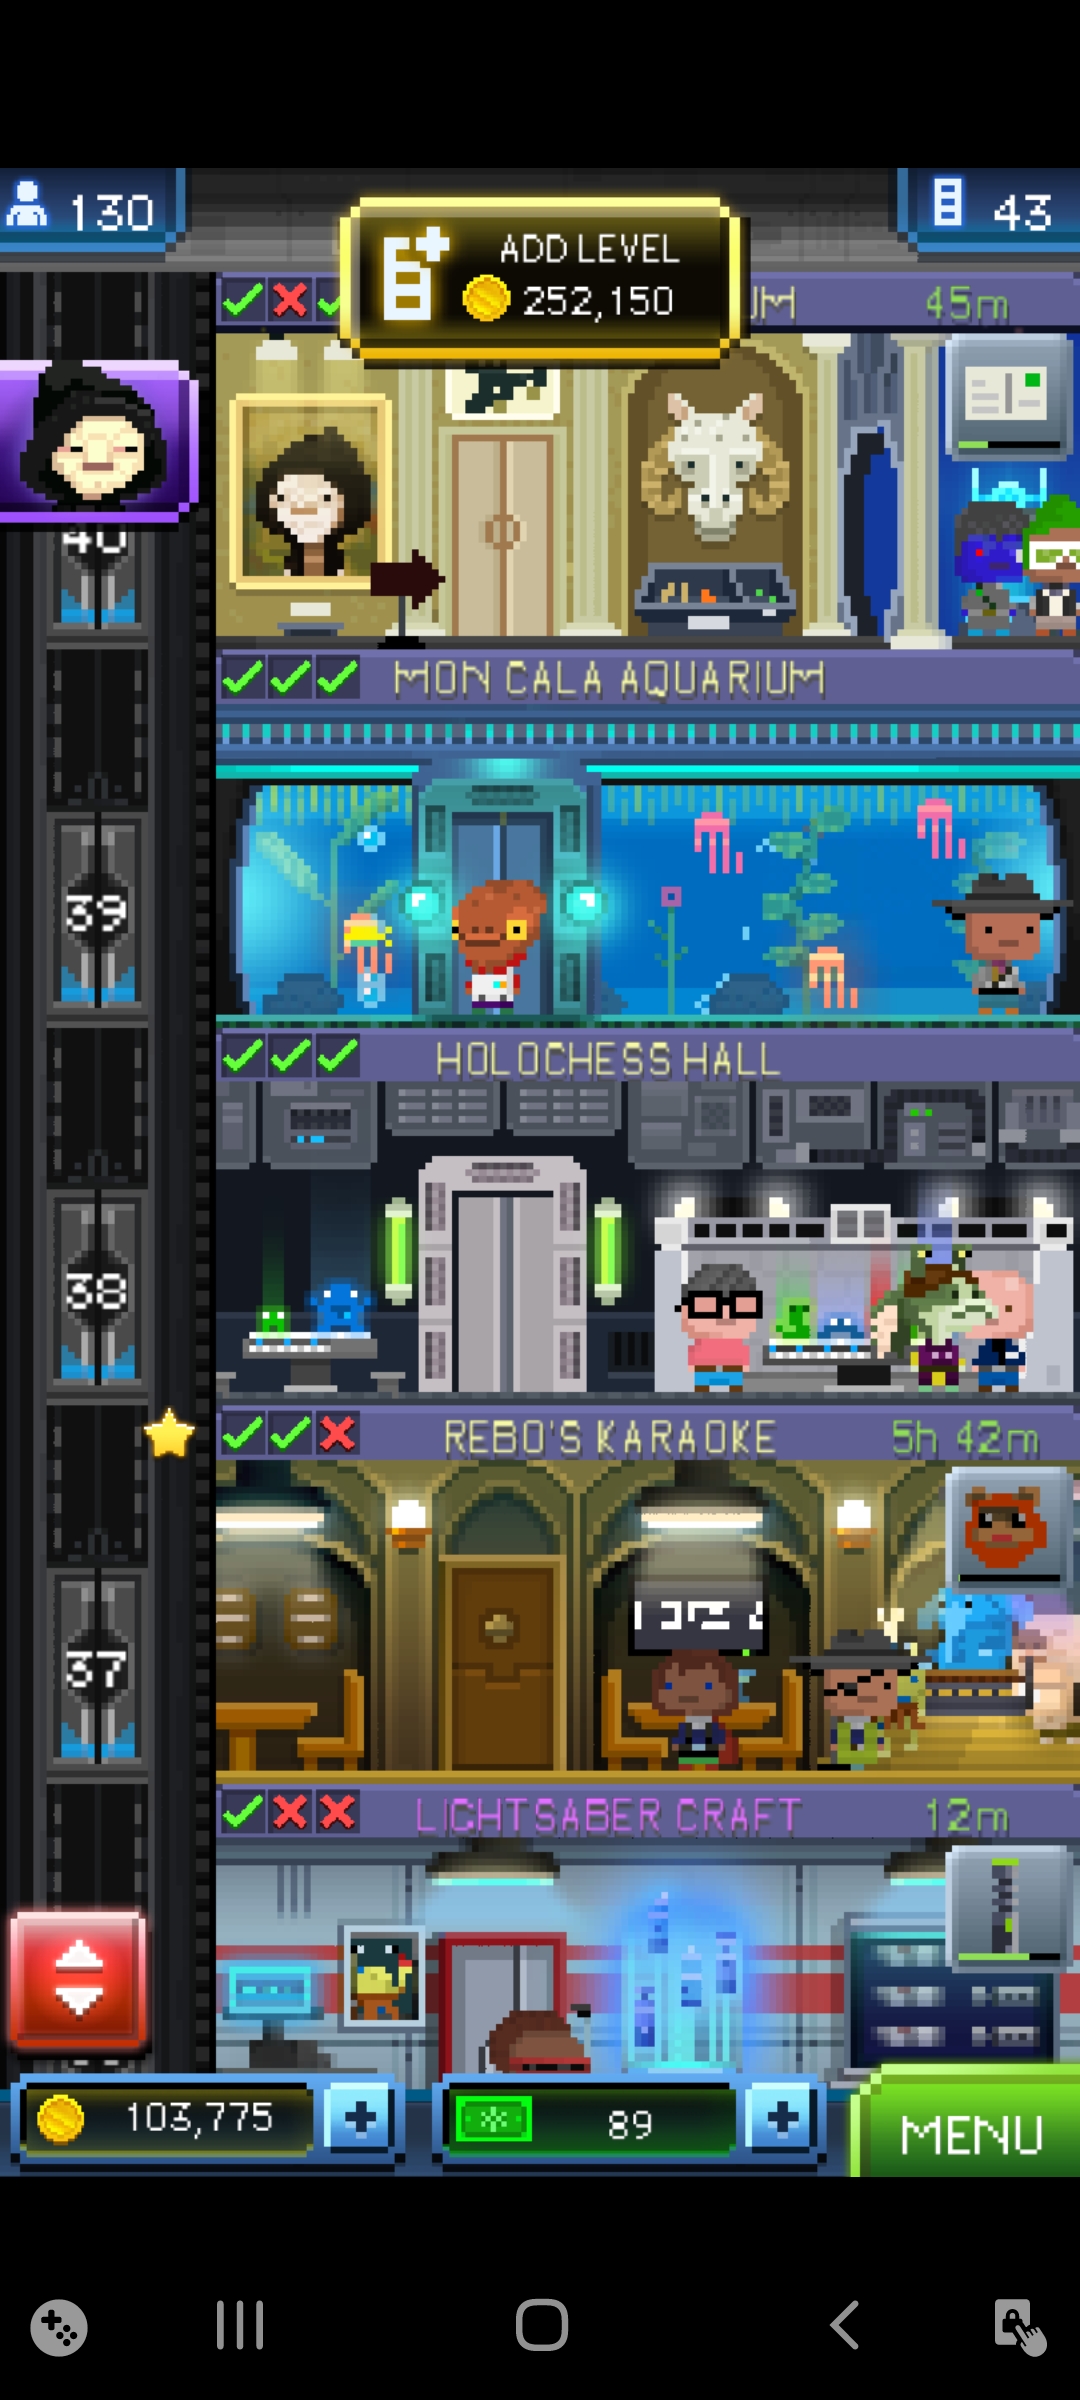 130
ADD LEVEL
252,150
43
UM 45m
40
MON CALA AQUARIUM
39
HOLOCHESS HALL
38
REBO'S KARAOKE 5h 42m
37
LIGHTSABER CRAFT 12m
103,775
89
MENU